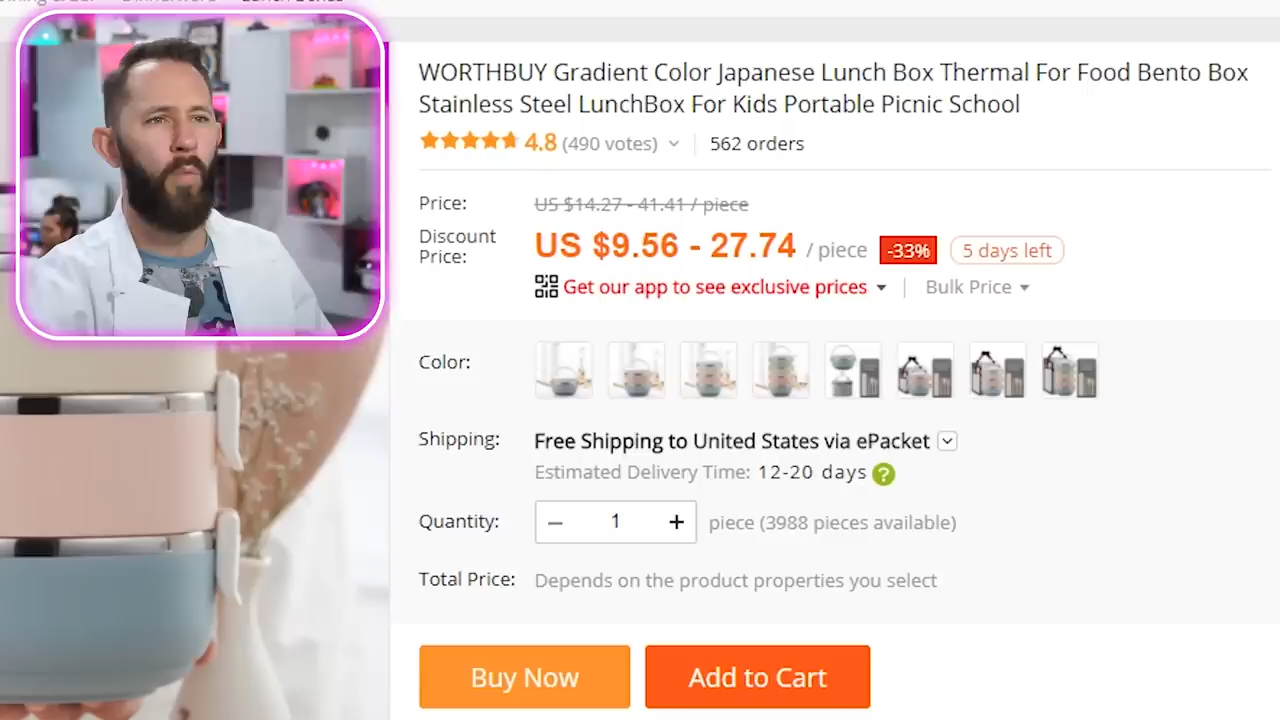 WORTHBUY Gradient Color Japanese Lunch Box Thermal For Food Bento Box
Stainless Steel LunchBox For Kids Portable Picnic School
4.8 (490 votes) 562 orders
Price: US $14.27 - 41.41 / piece
Discount Price: US $9.56 - 27.74 / piece -33% 5 days left
Get our app to see exclusive prices Bulk Price
Color:
Shipping: Free Shipping to United States via ePacket
Estimated Delivery Time: 12-20 days ?
Quantity: − 1 + piece (3988 pieces available)
Total Price: Depends on the product properties you select
Buy Now Add to Cart